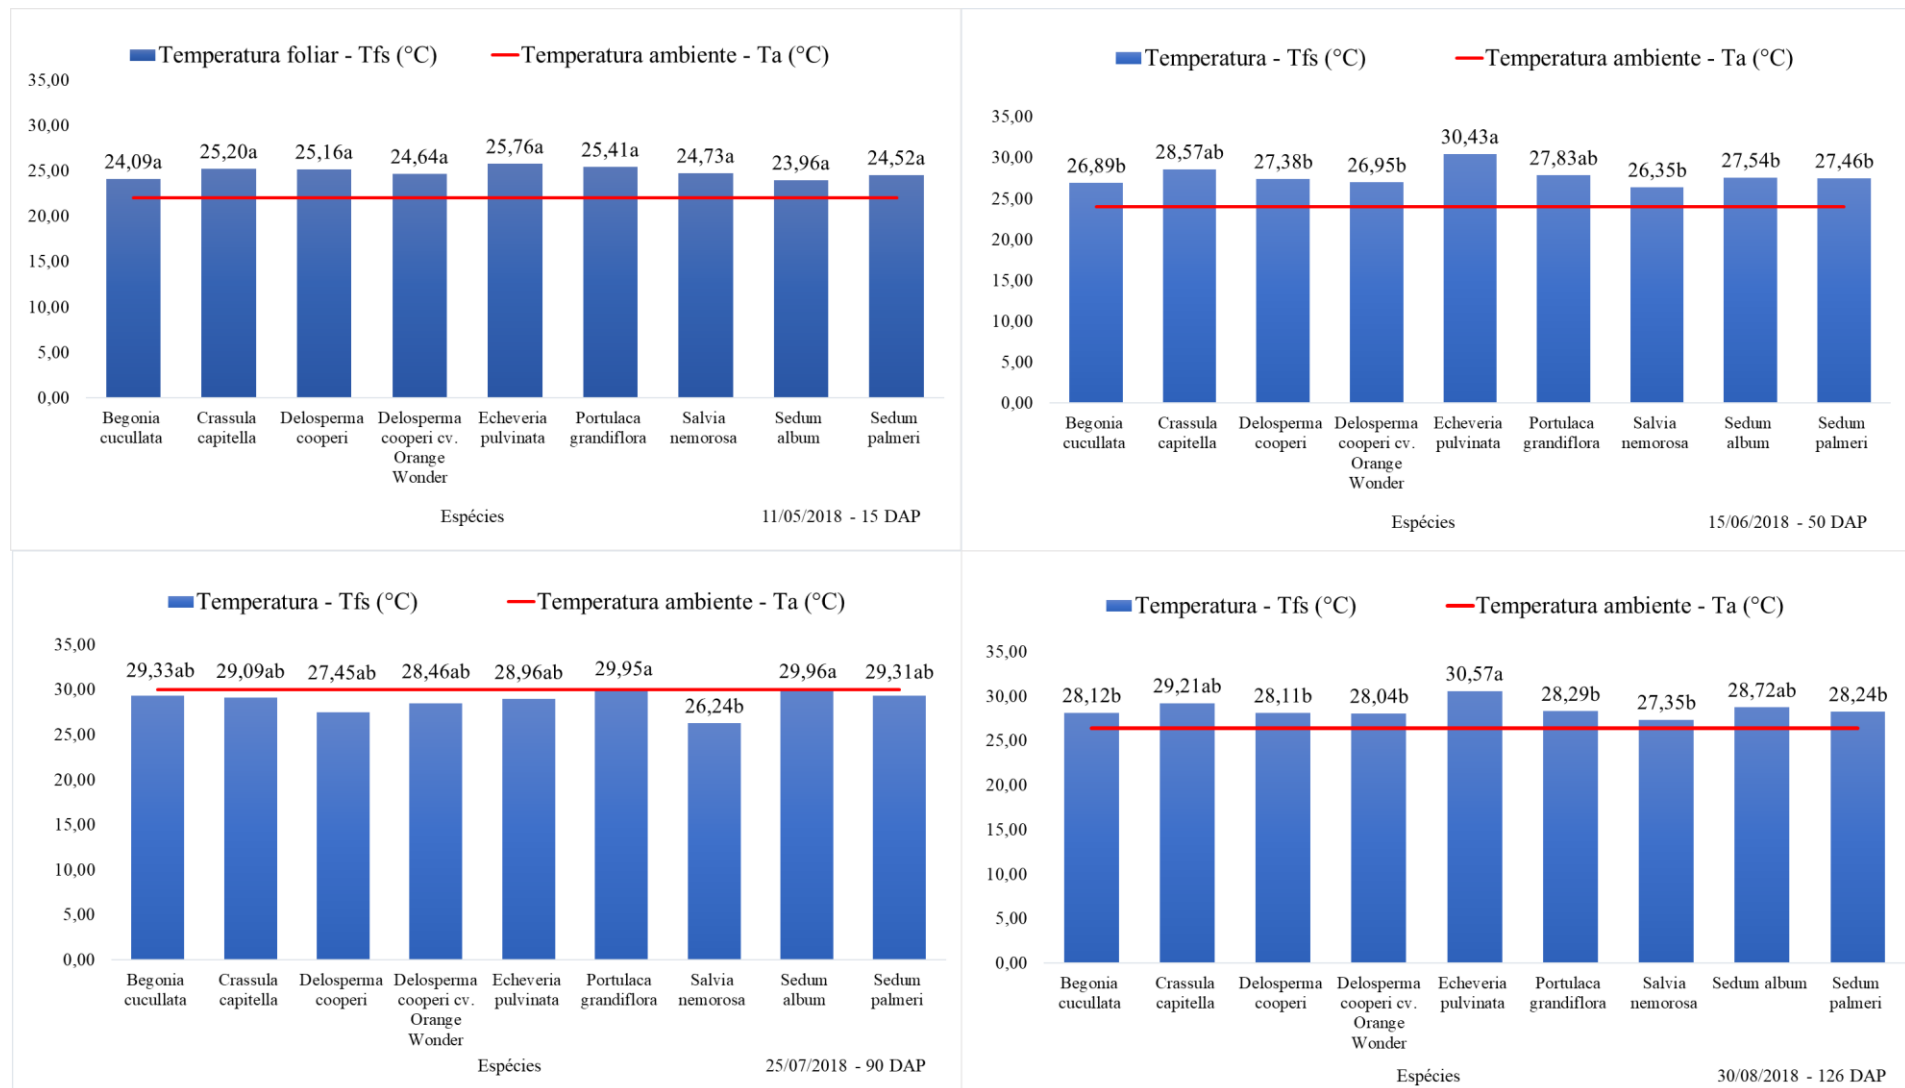 Temperatura foliar - Tfs (°C) Temperatura ambiente - Ta (°C)
35,00
30,00
25,00
20,00
15,00
10,00
5,00
0,00
24,09a 25,20a 25,16a 24,64a 25,76a 25,41a 24,73a 23,96a 24,52a
Begonia Crassula Delosperma Delosperma Echeveria Portulaca Salvia Sedum Sedum
cucullata capitella cooperi cooperi cv. pulvinata grandiflora nemorosa album palmeri
Orange
Wonder
Espécies 11/05/2018 - 15 DAP
Temperatura - Tfs (°C) Temperatura ambiente - Ta (°C)
35,00
30,00
25,00
20,00
15,00
10,00
5,00
0,00
26,89b 28,57ab 27,38b 26,95b 30,43a 27,83ab 26,35b 27,54b 27,46b
Begonia Crassula Delosperma Delosperma Echeveria Portulaca Salvia Sedum Sedum
cucullata capitella cooperi cooperi cv. pulvinata grandiflora nemorosa album palmeri
Orange
Wonder
Espécies 15/06/2018 - 50 DAP
Temperatura - Tfs (°C) Temperatura ambiente - Ta (°C)
35,00
30,00
25,00
20,00
15,00
10,00
5,00
0,00
29,33ab 29,09ab 27,45ab 28,46ab 28,96ab 29,95a 26,24b 29,96a 29,31ab
Begonia Crassula Delosperma Delosperma Echeveria Portulaca Salvia Sedum Sedum
cucullata capitella cooperi cooperi cv. pulvinata grandiflora nemorosa album palmeri
Orange
Wonder
Espécies 25/07/2018 - 90 DAP
Temperatura - Tfs (°C) Temperatura ambiente - Ta (°C)
35,00
30,00
25,00
20,00
15,00
10,00
5,00
0,00
28,12b 29,21ab 28,11b 28,04b 30,57a 28,29b 27,35b 28,72ab 28,24b
Begonia Crassula Delosperma Delosperma Echeveria Portulaca Salvia Sedum album Sedum
cucullata capitella cooperi cooperi cv. pulvinata grandiflora nemorosa palmeri
Orange
Wonder
Espécies 30/08/2018 - 126 DAP